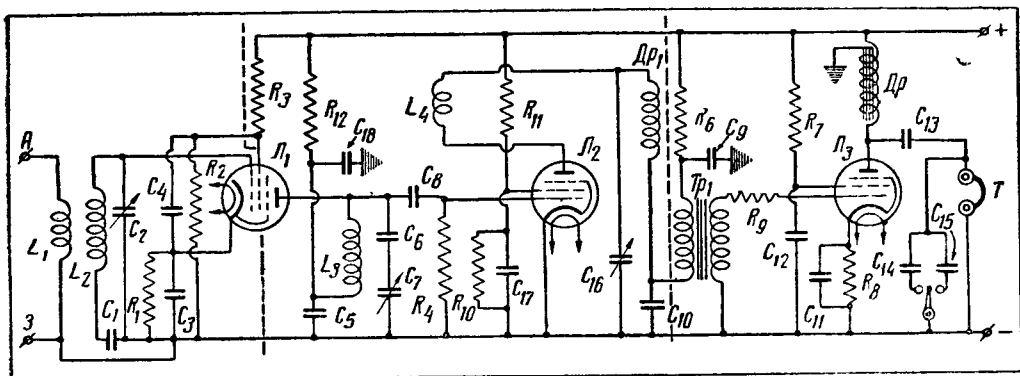 +
R₃
R₁₂
C₁₈
L₄
R₁₁
Др₁
R₆
C₉
R₇
Др
C₁₃
А
Л₁
Л₂
Л₃
Т
R₂
C₄
C₂
C₈
Тр₁
R₉
C₁₅
L₁
L₂
R₁
C₃
C₁
З
L₃
C₆
C₇
C₅
R₄
R₁₀
C₁₇
C₁₆
C₁₀
C₁₂
C₁₄
R₈
C₁₁
−